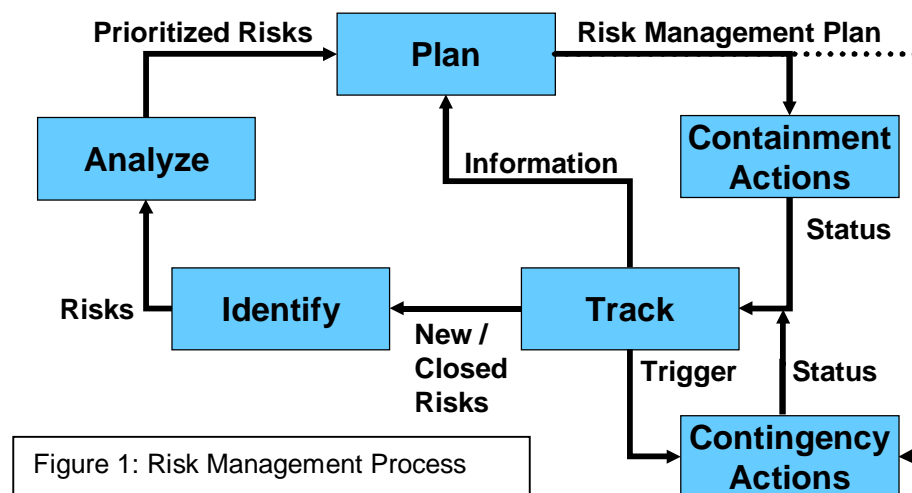 Prioritized Risks
Plan
Risk Management Plan
Analyze
Information
Containment
Actions
Status
Risks
Identify
New /
Closed
Risks
Track
Trigger
Status
Contingency
Actions
Figure 1: Risk Management Process